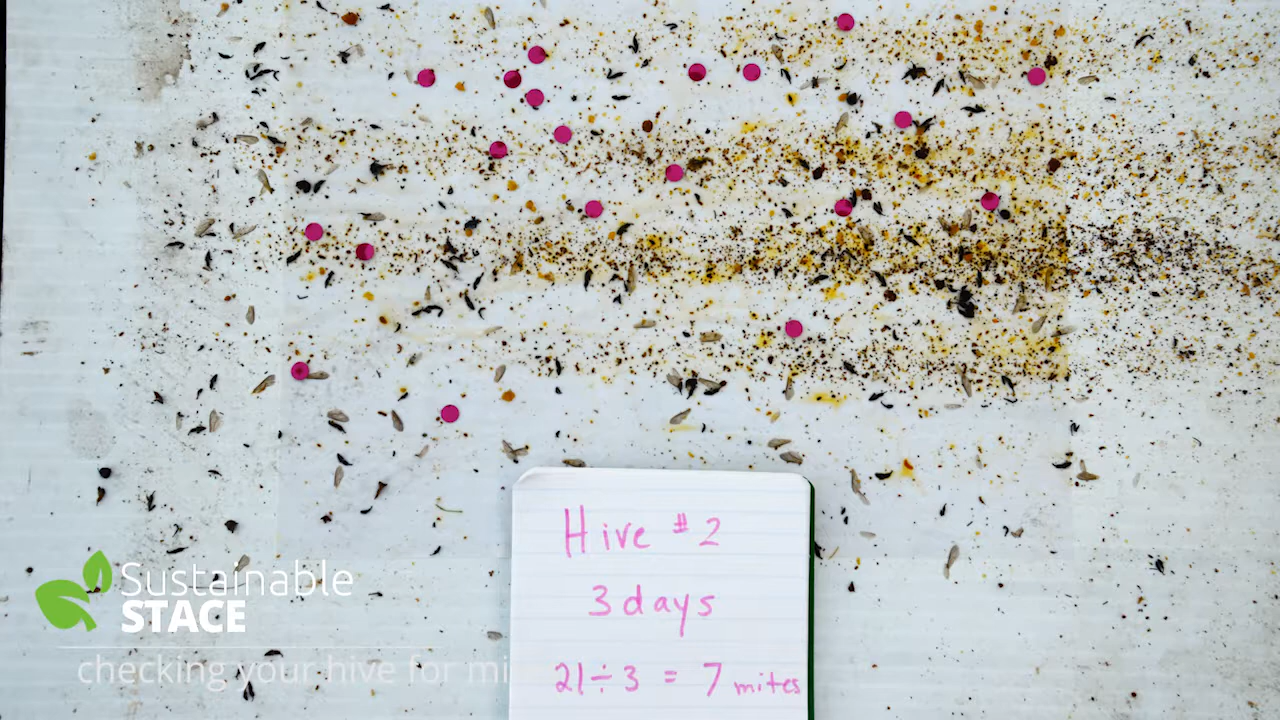 Hive #2
3 days
21÷3 = 7 mites
Sustainable
STACE
checking your hive for mi